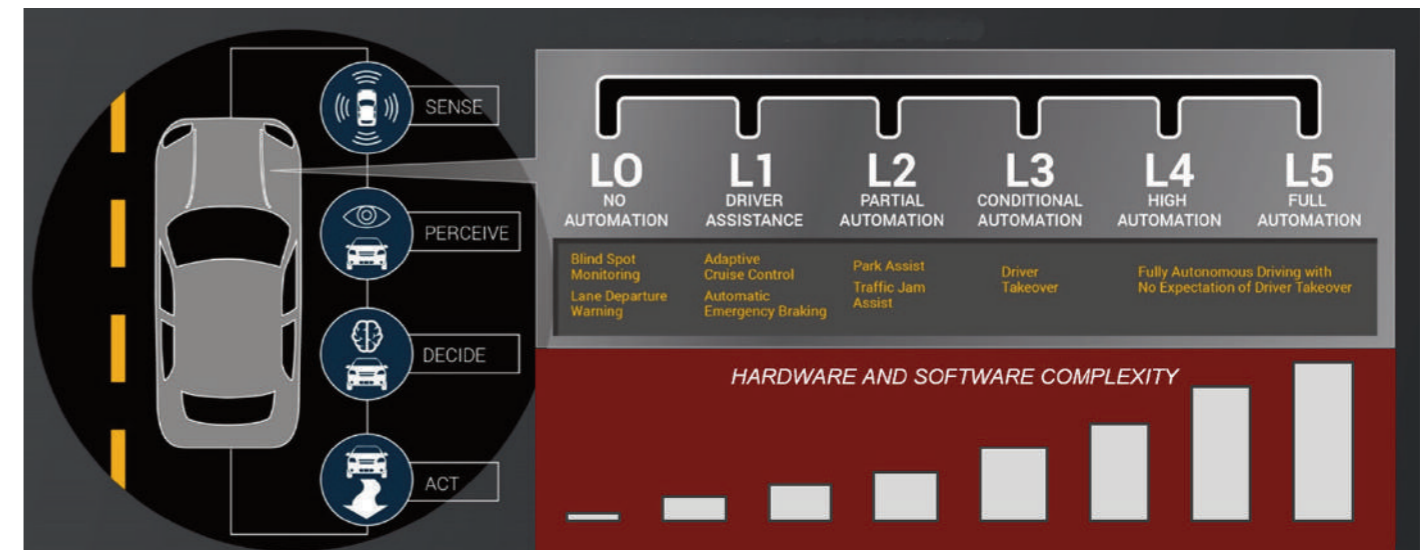 SENSE
PERCEIVE
DECIDE
ACT
L0
NO
AUTOMATION
L1
DRIVER
ASSISTANCE
L2
PARTIAL
AUTOMATION
L3
CONDITIONAL
AUTOMATION
L4
HIGH
AUTOMATION
L5
FULL
AUTOMATION
Blind Spot
Monitoring
Lane Departure
Warning
Adaptive
Cruise Control
Automatic
Emergency Braking
Park Assist
Traffic Jam
Assist
Driver
Takeover
Fully Autonomous Driving with
No Expectation of Driver Takeover
HARDWARE AND SOFTWARE COMPLEXITY